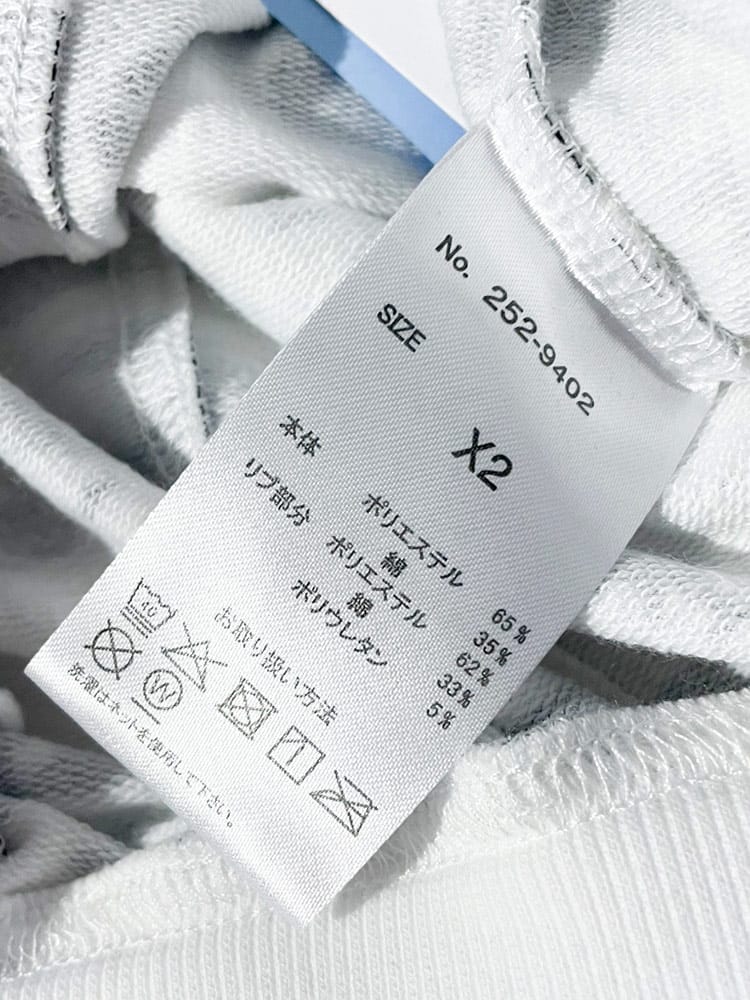 No. 252-9402
SIZE
X2
本体 ポリエステル 65%
綿 35%
リブ部分 ポリエステル 62%
綿 33%
ポリウレタン 5%
お取り扱い方法
40
W
洗濯はネットを使用して下さい。